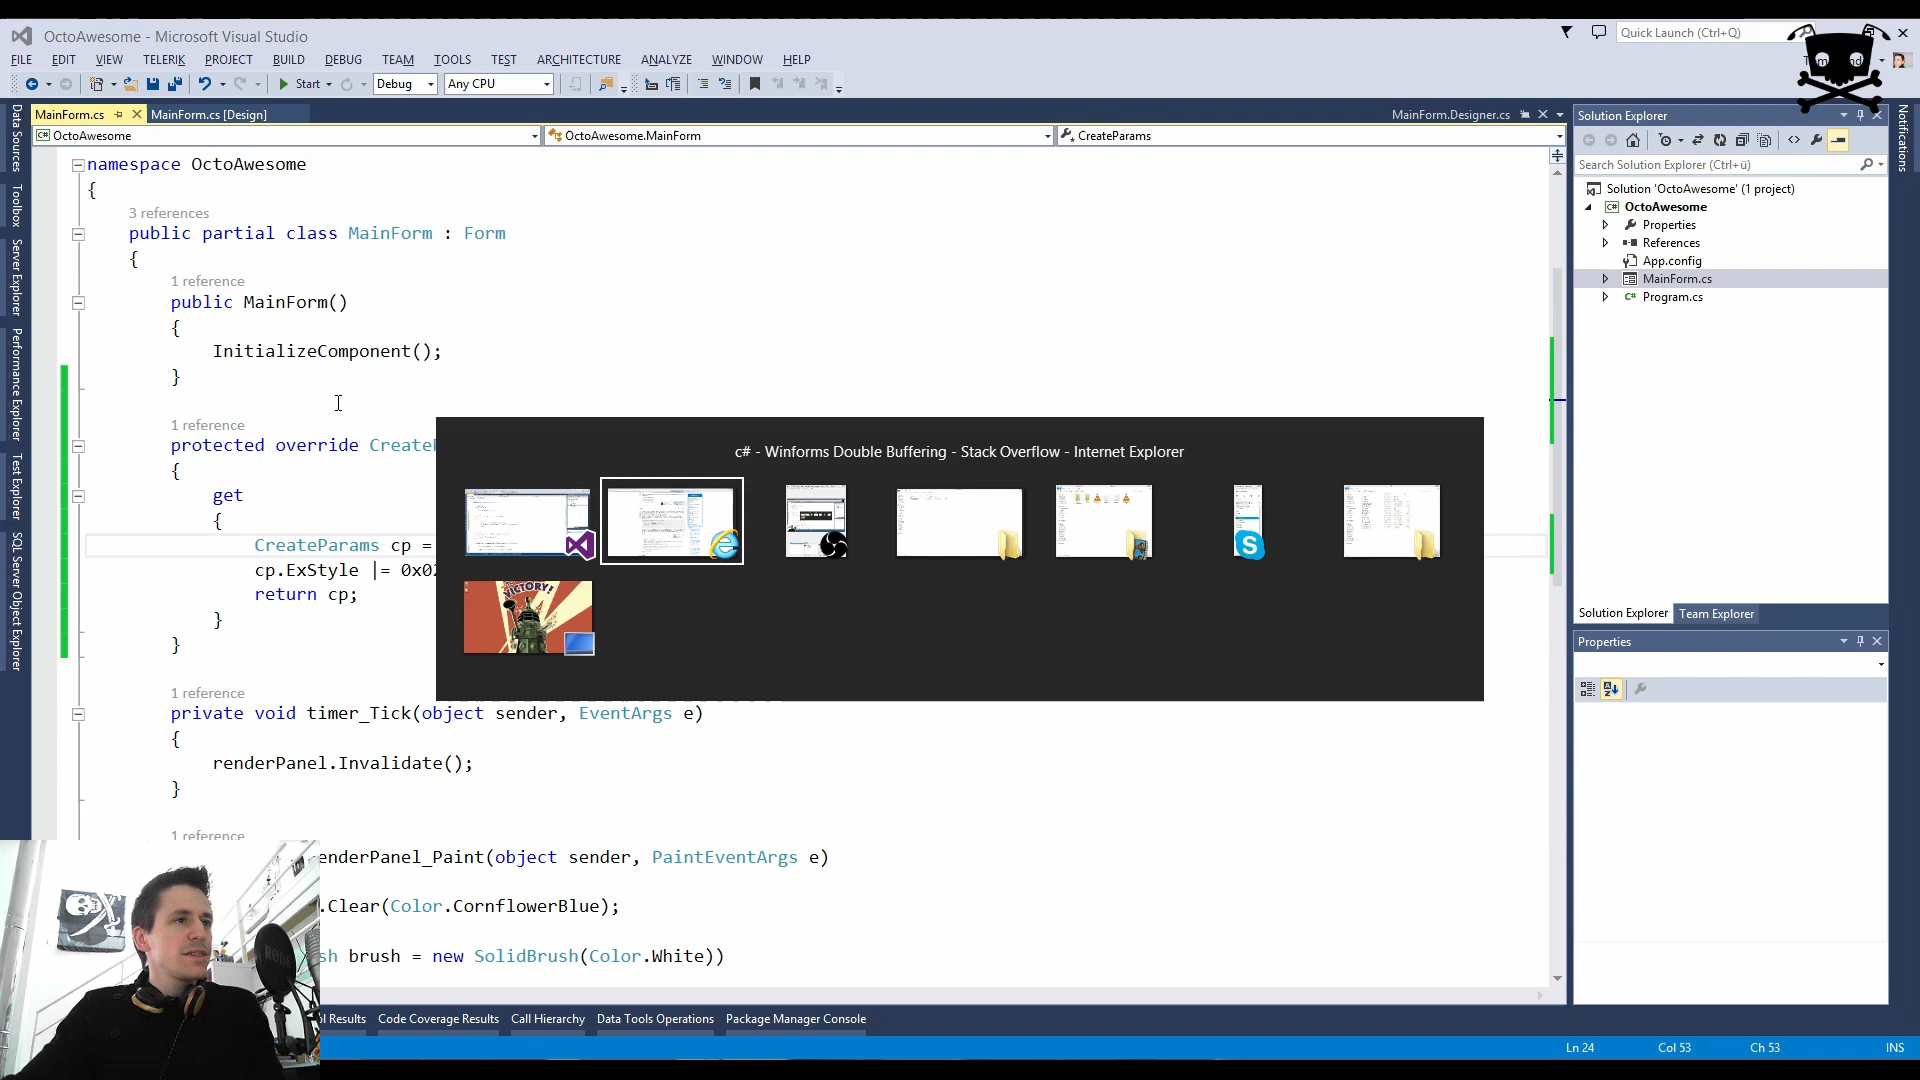 OctoAwesome - Microsoft Visual Studio
Quick Launch (Ctrl+Q)
FILE EDIT VIEW TELERIK PROJECT BUILD DEBUG TEAM TOOLS TEST ARCHITECTURE ANALYZE WINDOW HELP
Start Debug Any CPU
MainForm.cs MainForm.cs [Design] MainForm.Designer.cs
OctoAwesome OctoAwesome.MainForm CreateParams
Data Sources
Toolbox
Server Explorer
Performance Explorer
Test Explorer
SQL Server Object Explorer
namespace OctoAwesome
{
3 references
public partial class MainForm : Form
{
1 reference
public MainForm()
{
InitializeComponent();
}
1 reference
protected override CreateP
{
get
{
CreateParams cp =
cp.ExStyle |= 0x02
return cp;
}
}
1 reference
private void timer_Tick(object sender, EventArgs e)
{
renderPanel.Invalidate();
}
1 reference
enderPanel_Paint(object sender, PaintEventArgs e)
.Clear(Color.CornflowerBlue);
sh brush = new SolidBrush(Color.White))
c# - Winforms Double Buffering - Stack Overflow - Internet Explorer
VICTORY!
Solution Explorer
Search Solution Explorer (Ctrl+ü)
Solution 'OctoAwesome' (1 project)
OctoAwesome
Properties
References
App.config
MainForm.cs
Program.cs
Solution Explorer Team Explorer
Properties
Notifications
RØDE
ol Results Code Coverage Results Call Hierarchy Data Tools Operations Package Manager Console
Ln 24 Col 53 Ch 53 INS